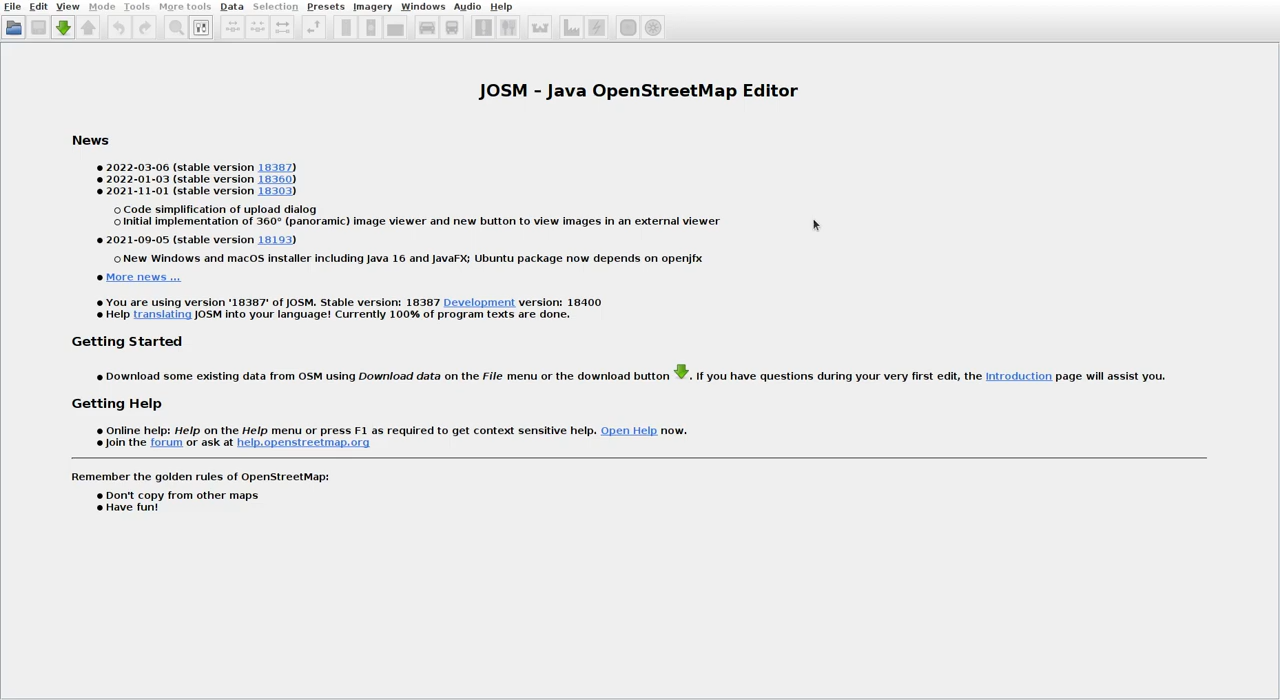 File Edit View Mode Tools More tools Data Selection Presets Imagery Windows Audio Help
JOSM – Java OpenStreetMap Editor
News
● 2022-03-06 (stable version 18387)
● 2022-01-03 (stable version 18360)
● 2021-11-01 (stable version 18303)
○ Code simplification of upload dialog
○ Initial implementation of 360° (panoramic) image viewer and new button to view images in an external viewer
● 2021-09-05 (stable version 18193)
○ New Windows and macOS installer including Java 16 and JavaFX; Ubuntu package now depends on openjfx
● More news ...
● You are using version '18387' of JOSM. Stable version: 18387 Development version: 18400
● Help translating JOSM into your language! Currently 100% of program texts are done.
Getting Started
● Download some existing data from OSM using Download data on the File menu or the download button . If you have questions during your very first edit, the Introduction page will assist you.
Getting Help
● Online help: Help on the Help menu or press F1 as required to get context sensitive help. Open Help now.
● Join the forum or ask at help.openstreetmap.org
Remember the golden rules of OpenStreetMap:
● Don't copy from other maps
● Have fun!